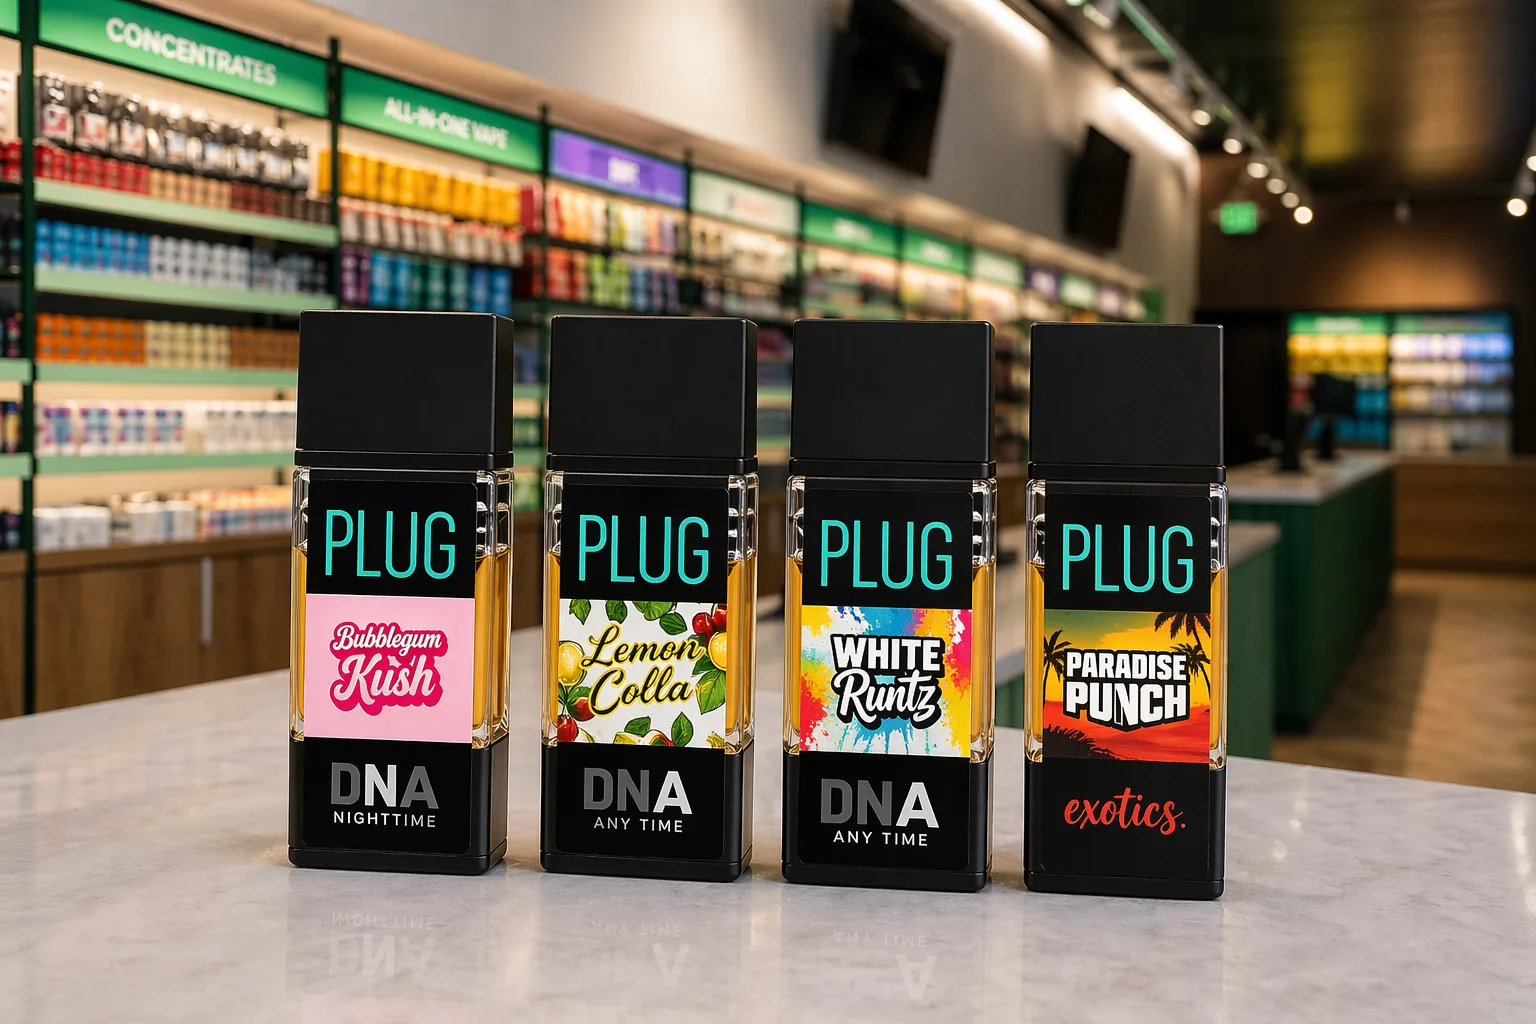 CONCENTRATES
ALL-IN-ONE VAPE
PLUG
Bubblegum
Kush
DNA
NIGHTTIME
PLUG
Lemon
Colla
DNA
ANY TIME
PLUG
WHITE
Runtz
DNA
ANY TIME
PLUG
PARADISE
PUNCH
exotics.